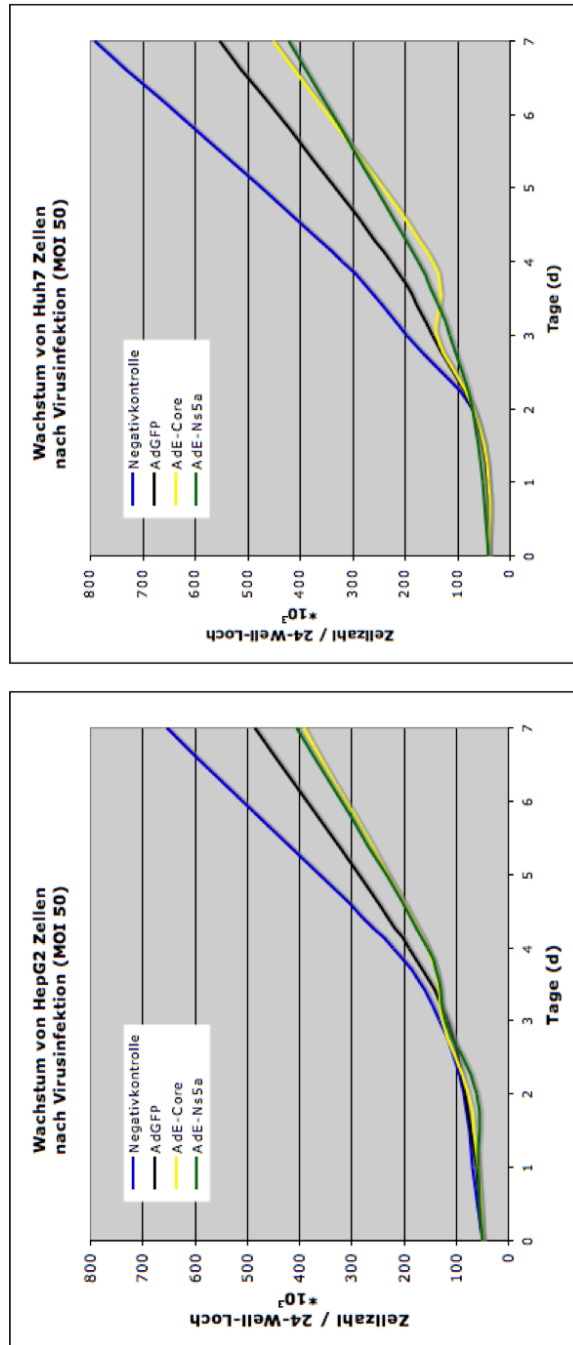 Wachstum von HepG2 Zellen
nach Virusinfektion (MOI 50)
Zellzahl / 24-Well-Loch
*10³
800
700
600
500
400
300
200
100
0
Negativkontrolle
AdGFP
AdE-Core
AdE-Ns5a
0
1
2
3
4
5
6
7
Tage (d)
Wachstum von Huh7 Zellen
nach Virusinfektion (MOI 50)
Zellzahl / 24-Well-Loch
*10³
800
700
600
500
400
300
200
100
0
Negativkontrolle
AdGFP
AdE-Core
AdE-Ns5a
0
1
2
3
4
5
6
7
Tage (d)